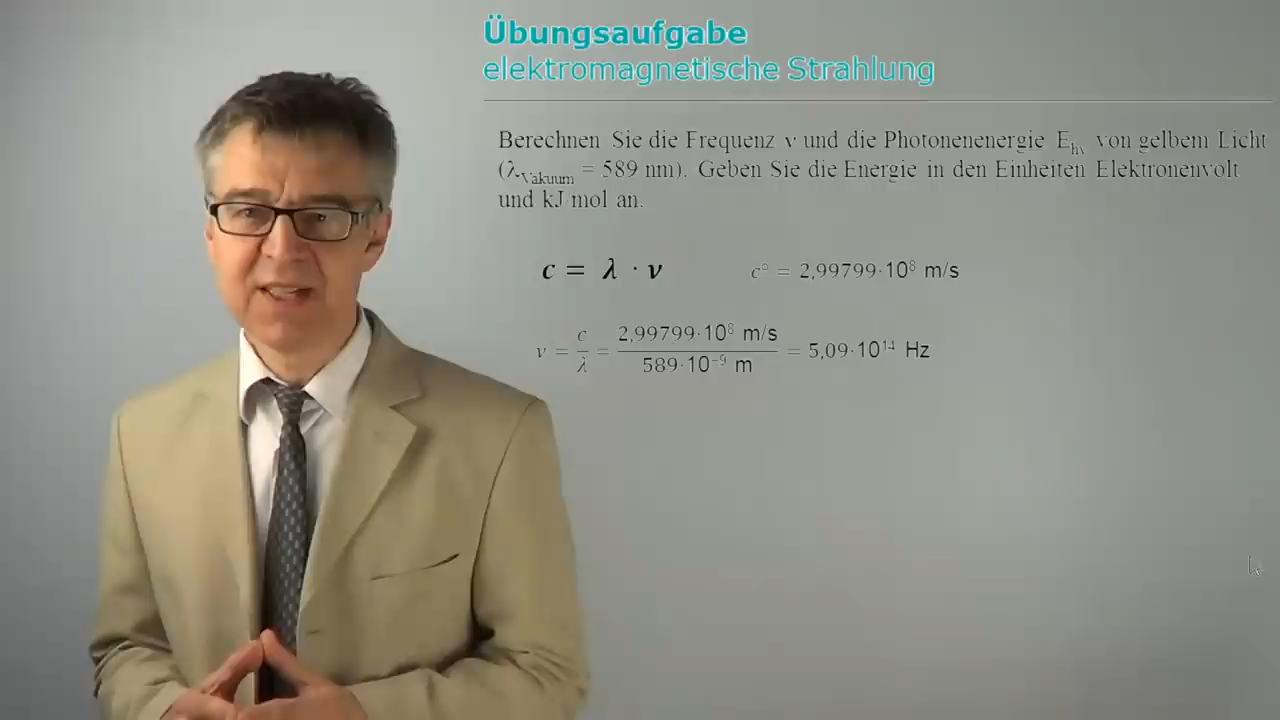 Übungsaufgabe
elektromagnetische Strahlung
Berechnen Sie die Frequenz ν und die Photonenenergie E_hν von gelbem Licht
(λ_Vakuum = 589 nm). Geben Sie die Energie in den Einheiten Elektronenvolt
und kJ/mol an.
c = λ · ν c° = 2,99799·10⁸ m/s
ν = c/λ = 2,99799·10⁸ m/s / 589·10⁻⁹ m = 5,09·10¹⁴ Hz